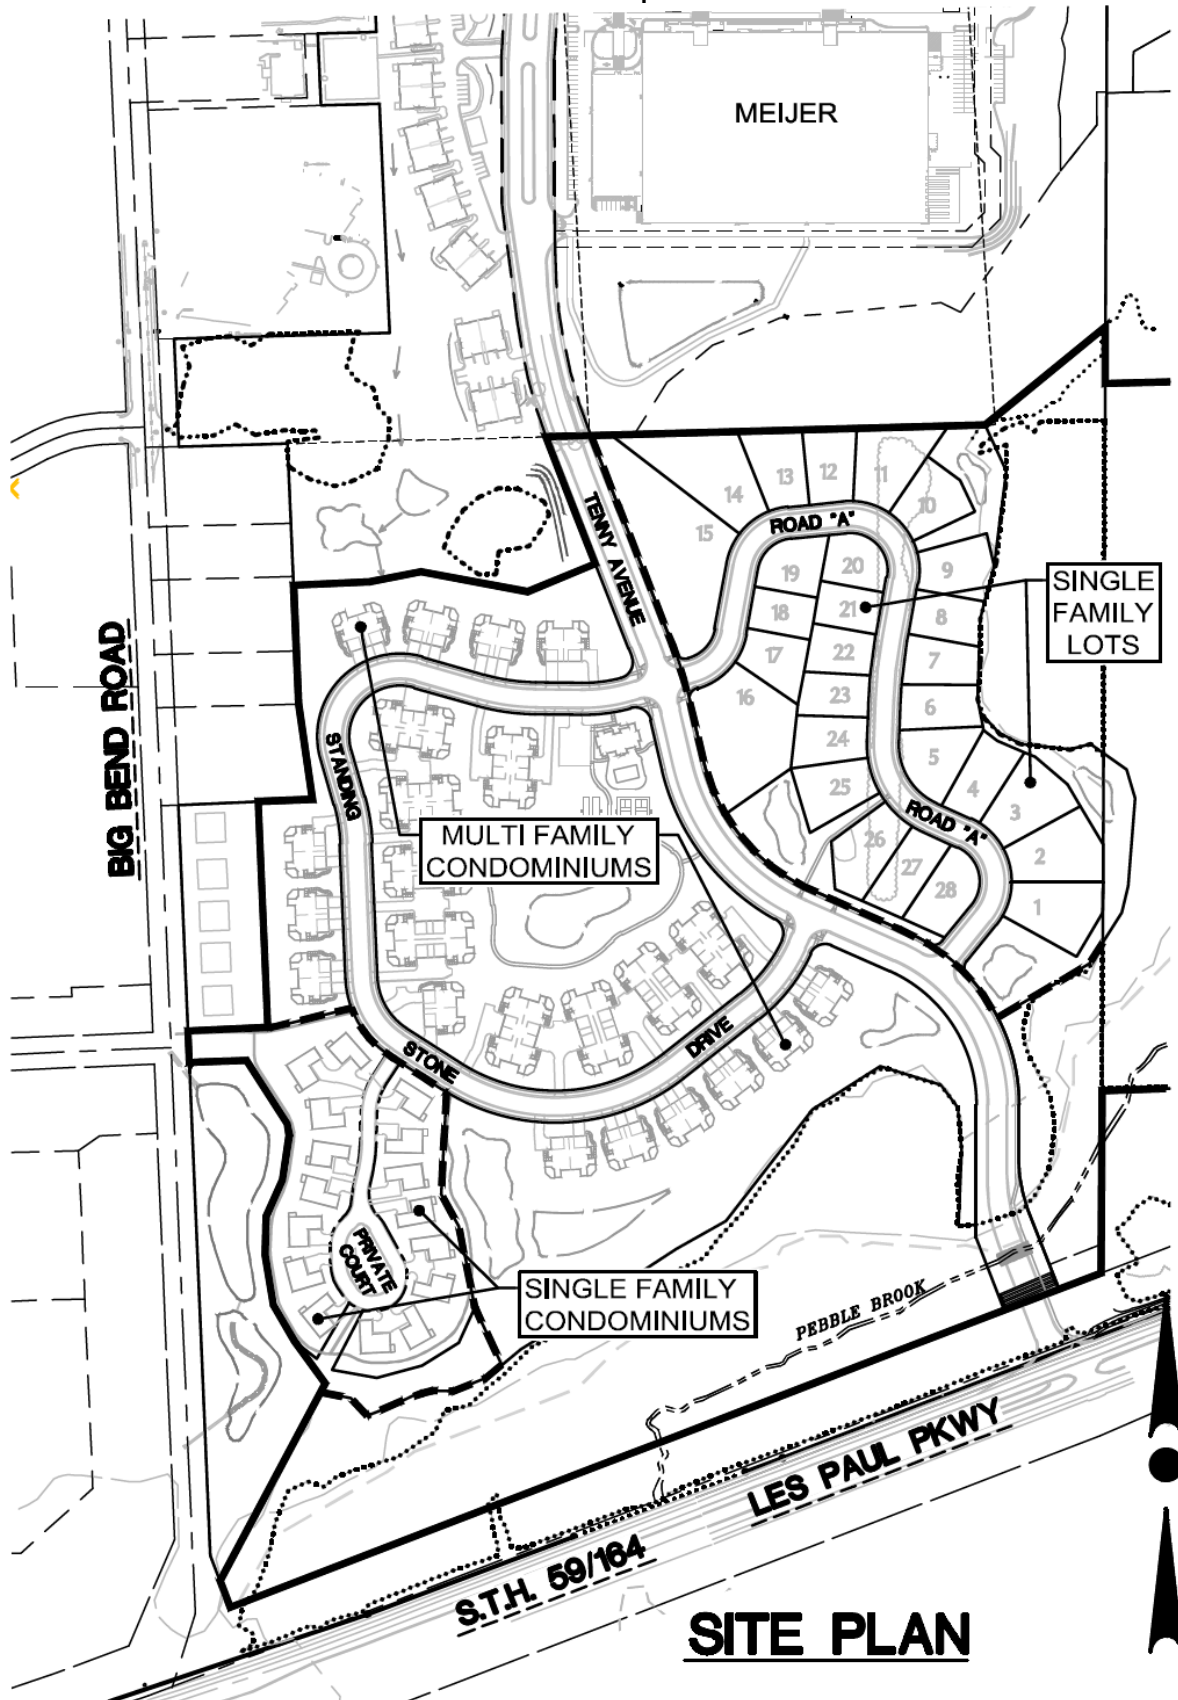 MEIJER
14
13
12
11
10
15
ROAD "A"
TENNY AVENUE
19
20
9
SINGLE
FAMILY
LOTS
18
21
8
17
22
7
16
23
6
24
5
25
4
3
ROAD "A"
26
27
28
2
1
BIG BEND ROAD
STANDING
MULTI FAMILY
CONDOMINIUMS
STONE
DRIVE
PRIVATE
COURT
SINGLE FAMILY
CONDOMINIUMS
PEBBLE BROOK
LES PAUL PKWY
S.T.H. 59/164
SITE PLAN